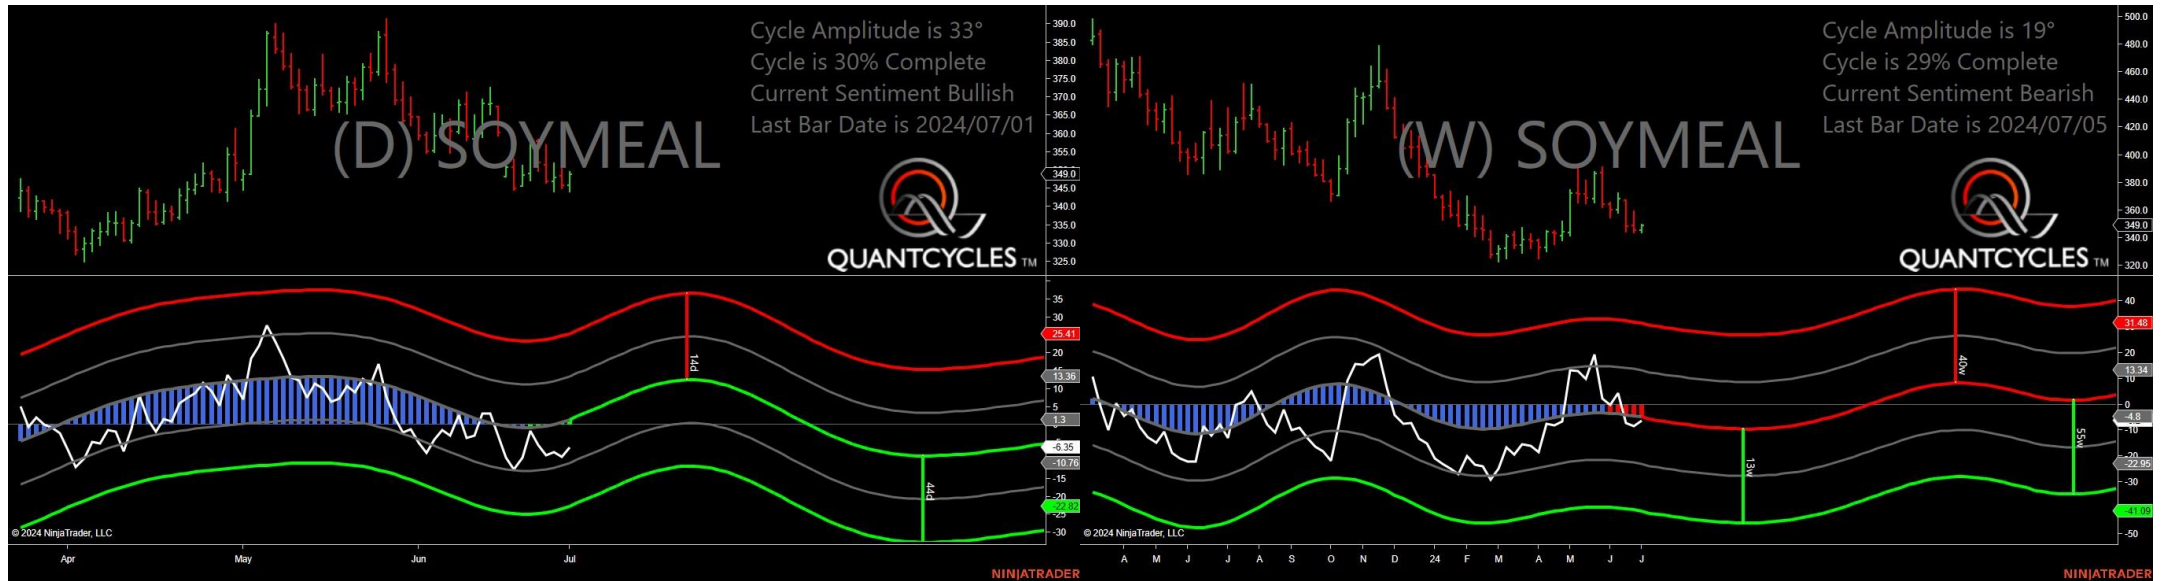 Cycle Amplitude is 33°
Cycle is 30% Complete
Current Sentiment Bullish
Last Bar Date is 2024/07/01
(D) SOYMEAL
QUANTCYCLES TM
390.0
385.0
380.0
375.0
370.0
365.0
360.0
355.0
349.0
345.0
340.0
335.0
330.0
325.0
35
30
25.41
20
13.36
10
5
1.3
-6.35
-10.76
-15
-20
-22.82
-25
-30
14d
44d
© 2024 NinjaTrader, LLC
Apr May Jun Jul
NINJATRADER
Cycle Amplitude is 19°
Cycle is 29% Complete
Current Sentiment Bearish
Last Bar Date is 2024/07/05
(W) SOYMEAL
QUANTCYCLES TM
500.0
480.0
460.0
440.0
420.0
400.0
380.0
360.0
349.0
340.0
320.0
40
31.48
20
13.34
10
0
-4.8
-10
-20
-22.95
-30
-41.09
-50
13w
40w
55w
© 2024 NinjaTrader, LLC
A M J J A S O N D 24 F M A M J J
NINJATRADER